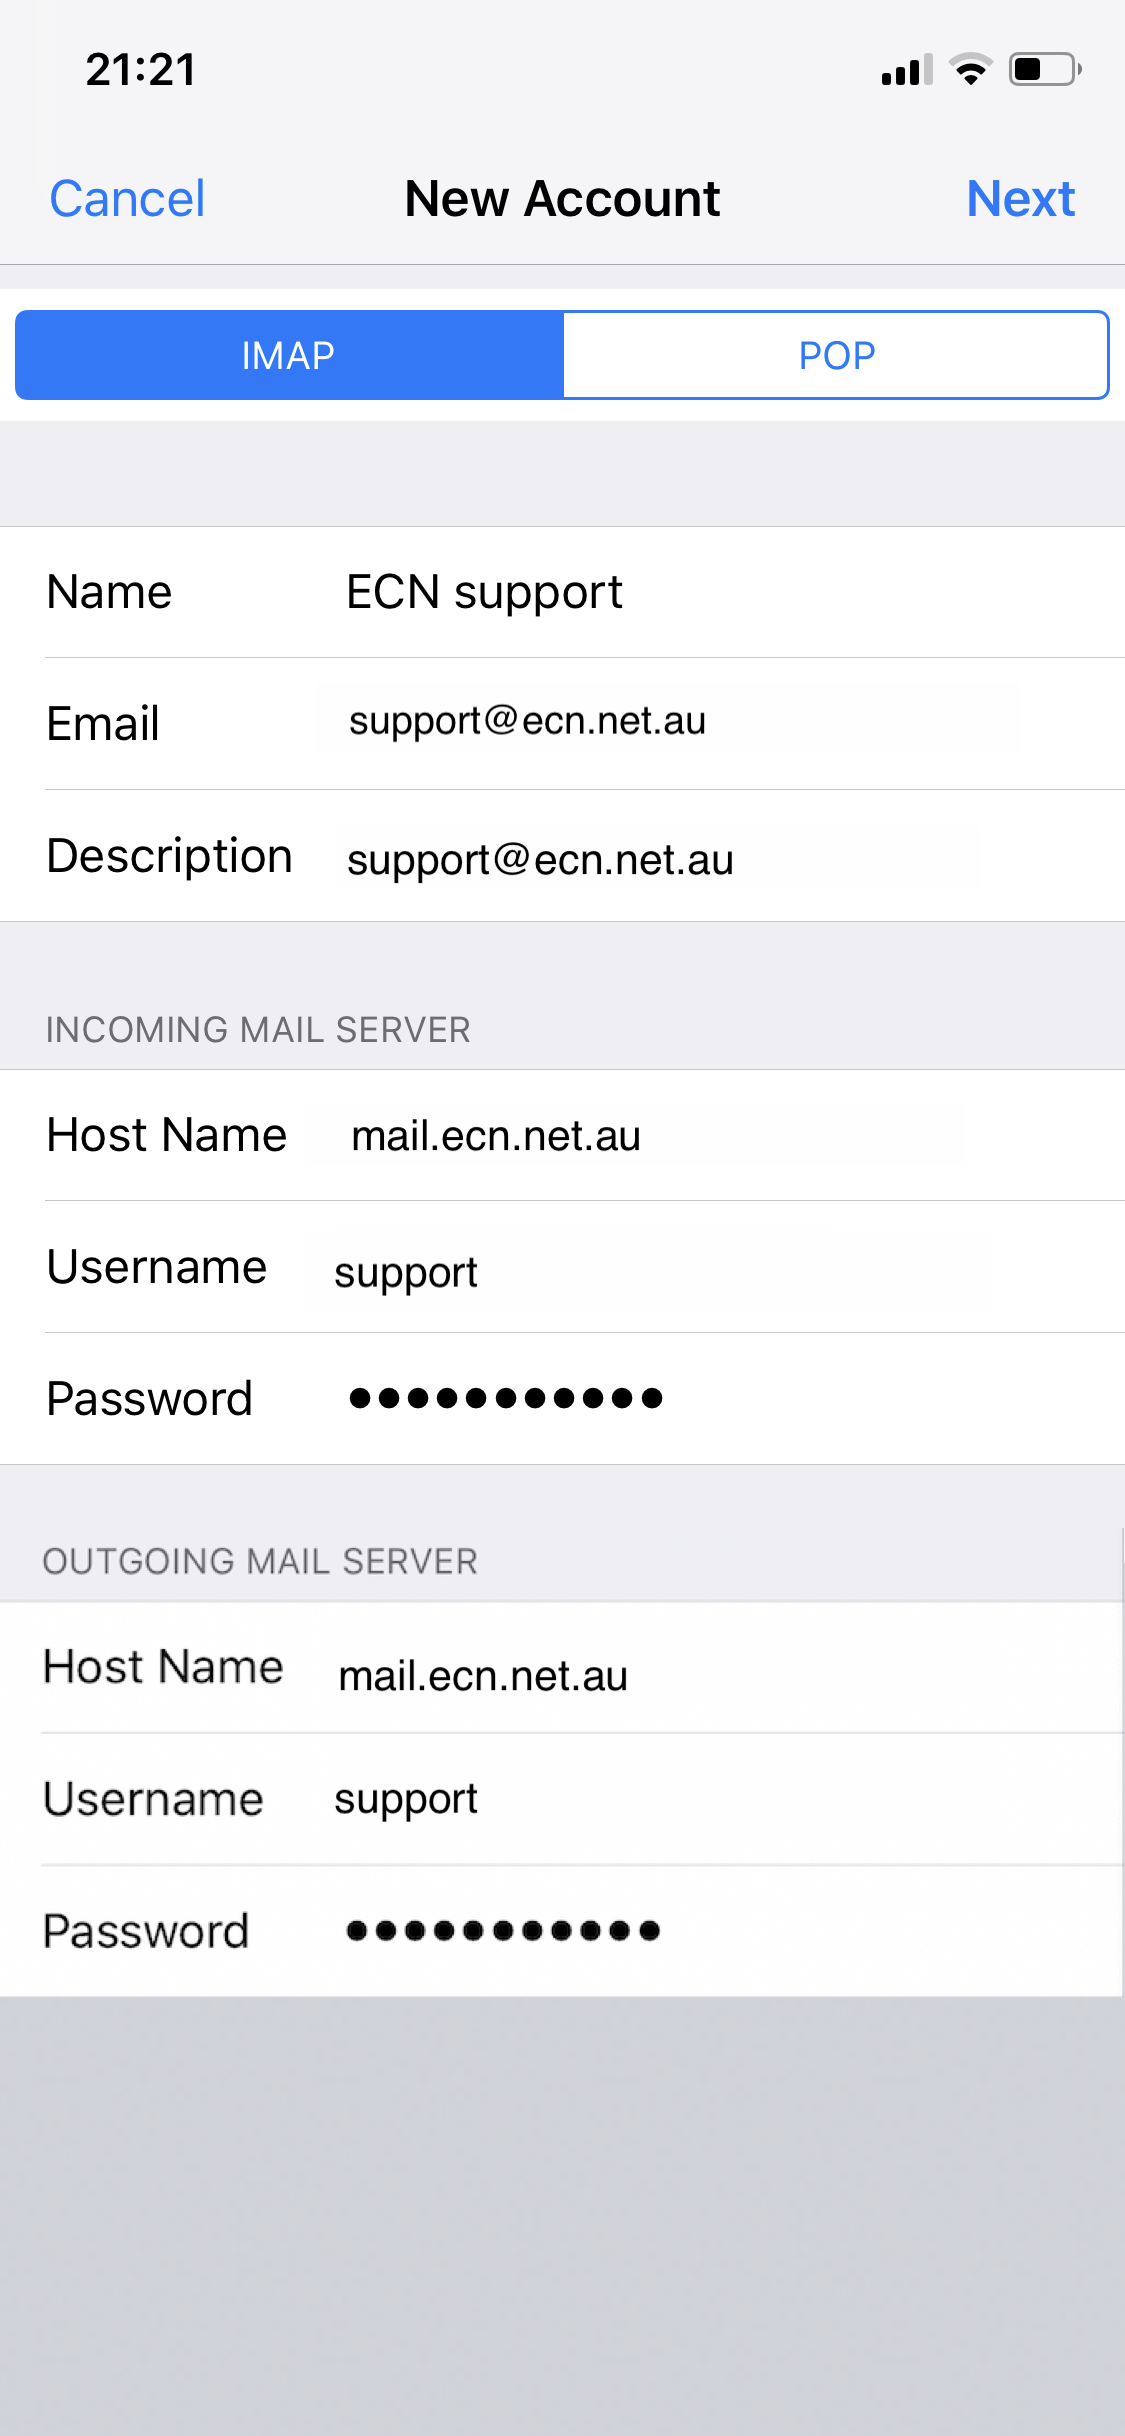 21:21
Cancel New Account Next
IMAP POP
Name ECN support
Email support@ecn.net.au
Description support@ecn.net.au
INCOMING MAIL SERVER
Host Name mail.ecn.net.au
Username support
Password ●●●●●●●●●●●
OUTGOING MAIL SERVER
Host Name mail.ecn.net.au
Username support
Password ●●●●●●●●●●●